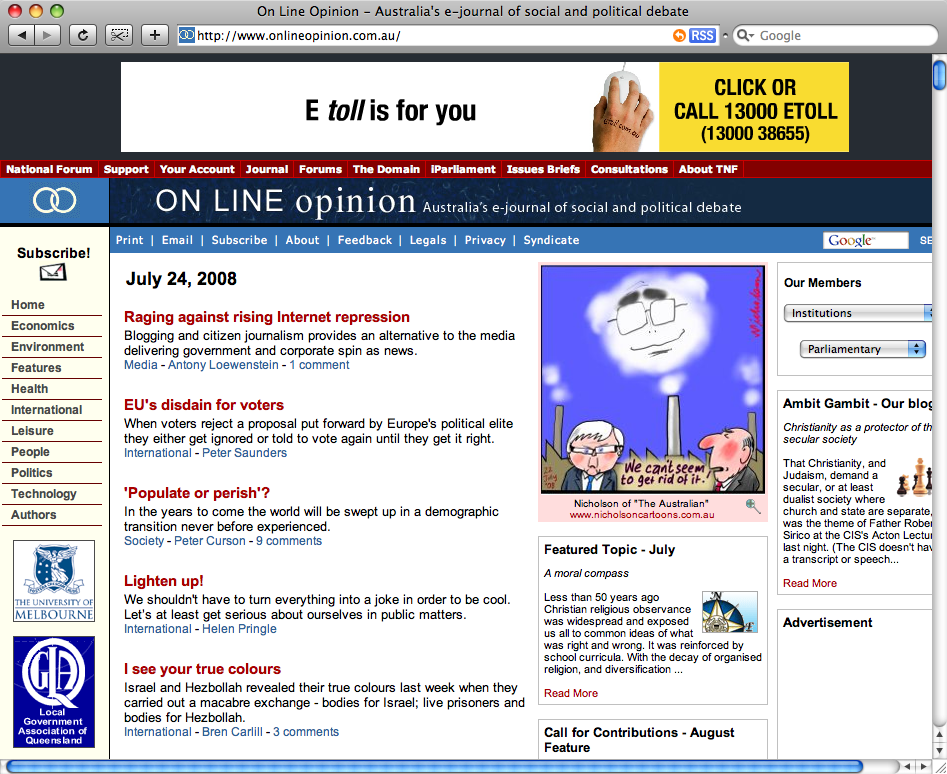 On Line Opinion – Australia's e-journal of social and political debate
http://www.onlineopinion.com.au/
RSS
Google
E toll is for you
etoll.com.au
CLICK OR
CALL 13000 ETOLL
(13000 38655)
National Forum Support Your Account Journal Forums The Domain IParliament Issues Briefs Consultations About TNF
ON LINE opinion Australia's e-journal of social and political debate
Print | Email | Subscribe | About | Feedback | Legals | Privacy | Syndicate
Google SE
Subscribe!
Home
Economics
Environment
Features
Health
International
Leisure
People
Politics
Technology
Authors
THE UNIVERSITY OF
MELBOURNE
LGA
Local
Government
Association of
Queensland
July 24, 2008
Raging against rising Internet repression
Blogging and citizen journalism provides an alternative to the media
delivering government and corporate spin as news.
Media - Antony Loewenstein - 1 comment
EU's disdain for voters
When voters reject a proposal put forward by Europe's political elite
they either get ignored or told to vote again until they get it right.
International - Peter Saunders
'Populate or perish'?
In the years to come the world will be swept up in a demographic
transition never before experienced.
Society - Peter Curson - 9 comments
Lighten up!
We shouldn't have to turn everything into a joke in order to be cool.
Let's at least get serious about ourselves in public matters.
International - Helen Pringle
I see your true colours
Israel and Hezbollah revealed their true colours last week when they
carried out a macabre exchange - bodies for Israel; live prisoners and
bodies for Hezbollah.
International - Bren Carlill - 3 comments
Nicholson
22
July
'08
We can't seem
to get rid of it.
Nicholson of "The Australian"
www.nicholsoncartoons.com.au
Featured Topic - July
A moral compass
Less than 50 years ago
Christian religious observance
was widespread and exposed
us all to common ideas of what
was right and wrong. It was reinforced by
school curricula. With the decay of organised
religion, and diversification ...
N
E
Read More
Call for Contributions - August
Feature
Our Members
Institutions
Parliamentary
Ambit Gambit - Our blog
Christianity as a protector of th
secular society
That Christianity, and
Judaism, demand a
secular, or at least
dualist society where
church and state are separate,
was the theme of Father Rober
Sirico at the CIS's Acton Lectur
last night. (The CIS doesn't hav
a transcript or speech...
Read More
Advertisement